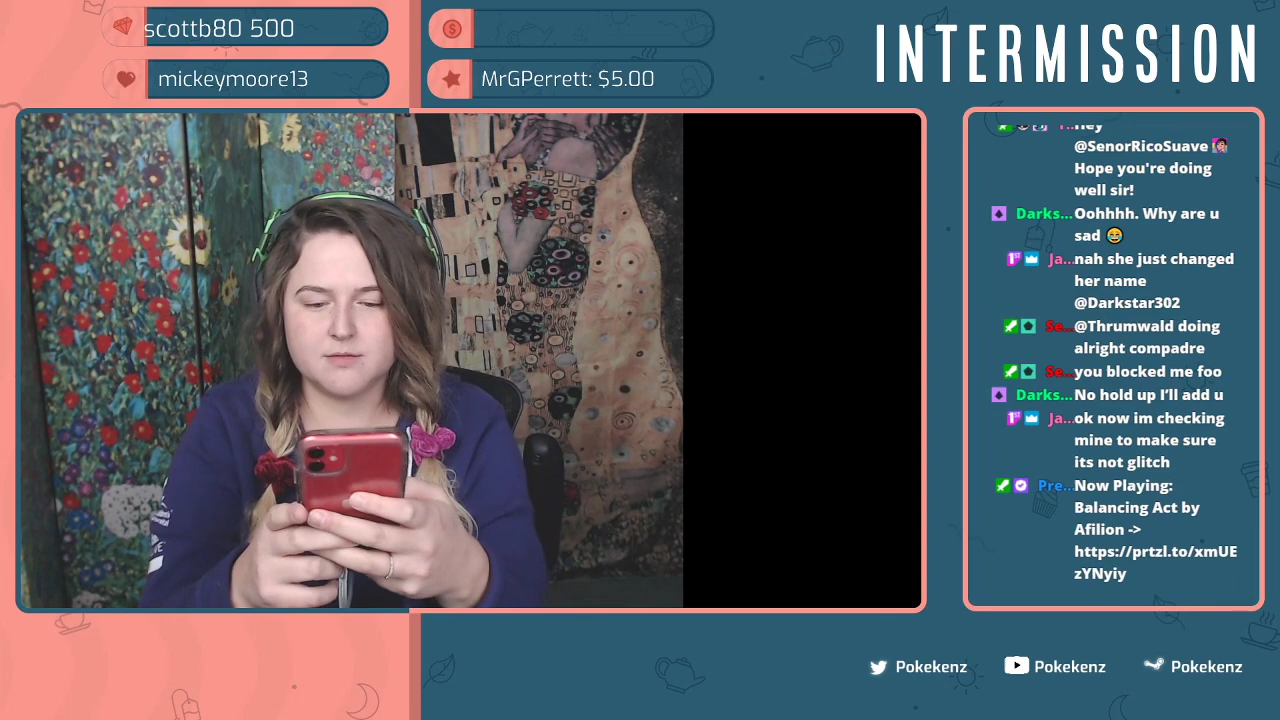 scottb80 500
mickeymoore13
MrGPerrett: $5.00
INTERMISSION
hey
@SenorRicoSuave
Hope you're doing
well sir!
Darks... Oohhhh. Why are u
sad 😂
Ja... nah she just changed
her name
@Darkstar302
Se... @Thrumwald doing
alright compadre
Se... you blocked me foo
Darks... No hold up I'll add u
Ja... ok now im checking
mine to make sure
its not glitch
Pre... Now Playing:
Balancing Act by
Afilion ->
https://prtzl.to/xmUE
zYNyiy
Pokekenz
Pokekenz
Pokekenz